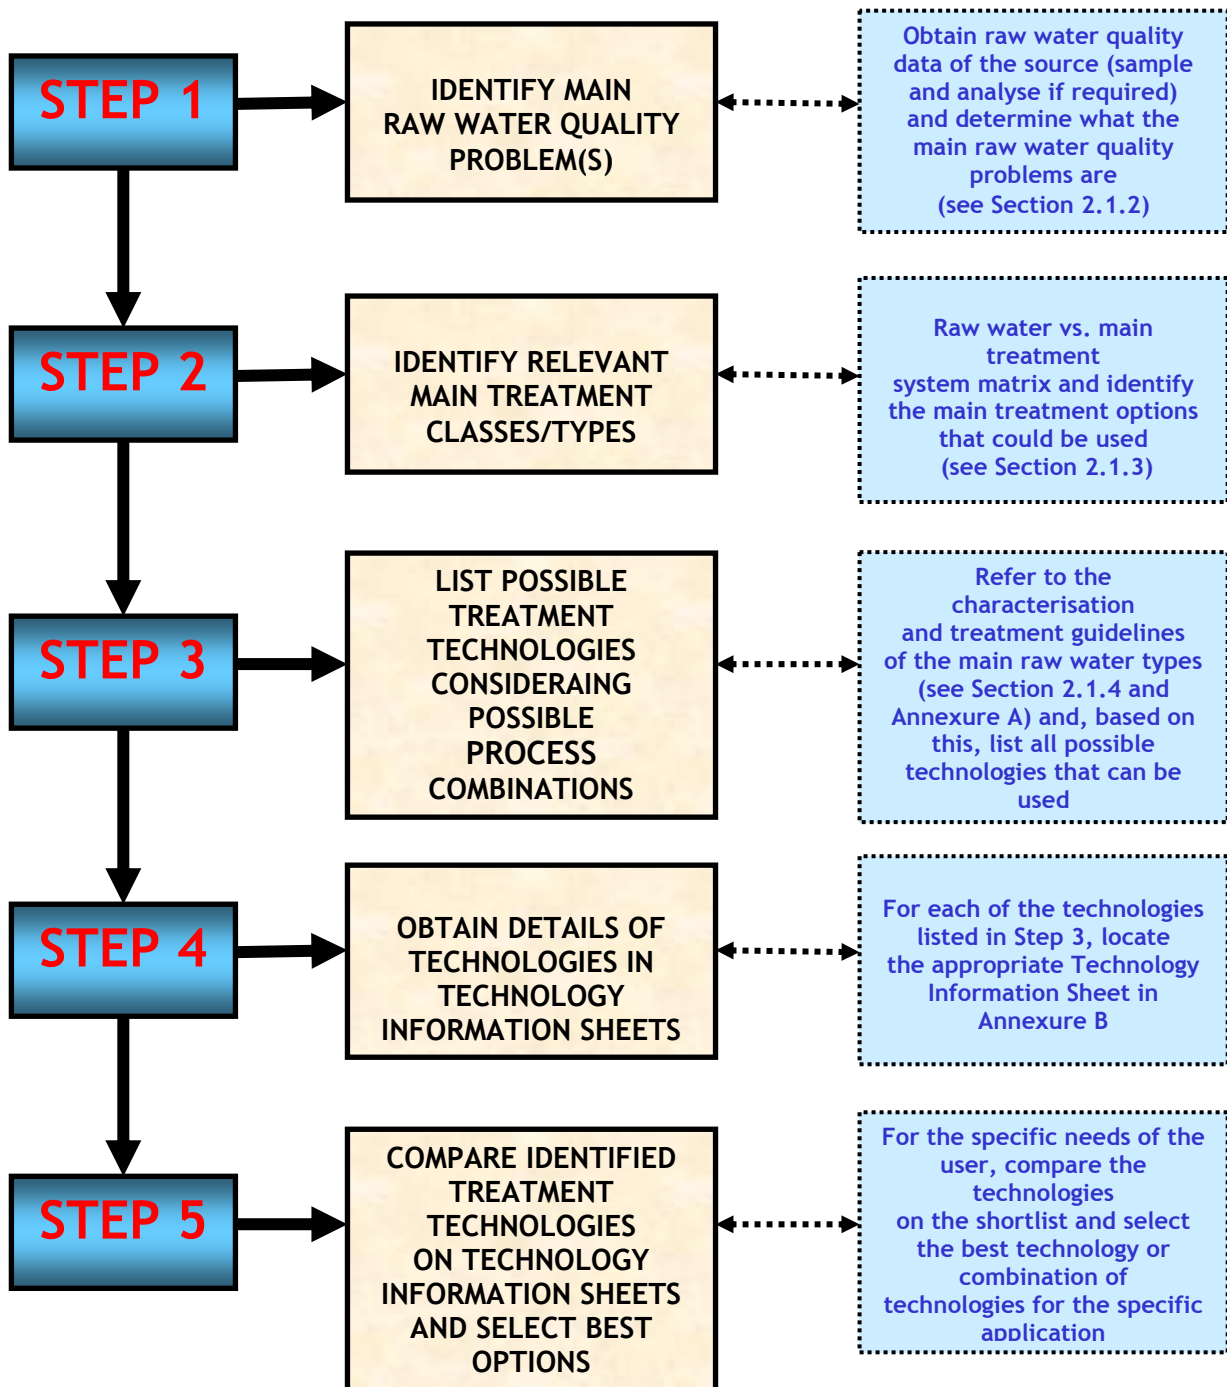 STEP 1
IDENTIFY MAIN
RAW WATER QUALITY
PROBLEM(S)
Obtain raw water quality
data of the source (sample
and analyse if required)
and determine what the
main raw water quality
problems are
(see Section 2.1.2)
STEP 2
IDENTIFY RELEVANT
MAIN TREATMENT
CLASSES/TYPES
Raw water vs. main
treatment
system matrix and identify
the main treatment options
that could be used
(see Section 2.1.3)
STEP 3
LIST POSSIBLE
TREATMENT
TECHNOLOGIES
CONSIDERAING
POSSIBLE
PROCESS
COMBINATIONS
Refer to the
characterisation
and treatment guidelines
of the main raw water types
(see Section 2.1.4 and
Annexure A) and, based on
this, list all possible
technologies that can be
used
STEP 4
OBTAIN DETAILS OF
TECHNOLOGIES IN
TECHNOLOGY
INFORMATION SHEETS
For each of the technologies
listed in Step 3, locate
the appropriate Technology
Information Sheet in
Annexure B
STEP 5
COMPARE IDENTIFIED
TREATMENT
TECHNOLOGIES
ON TECHNOLOGY
INFORMATION SHEETS
AND SELECT BEST
OPTIONS
For the specific needs of the
user, compare the
technologies
on the shortlist and select
the best technology or
combination of
technologies for the specific
application